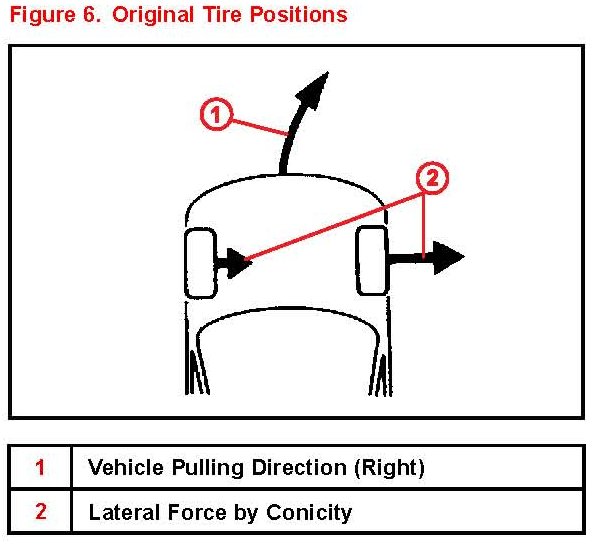 Figure 6. Original Tire Positions
1
2
1 Vehicle Pulling Direction (Right)
2 Lateral Force by Conicity